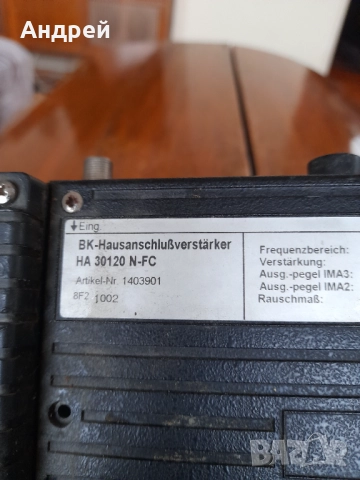 Андрей
↓Eing.
BK-Hausanschlußverstärker
HA 30120 N-FC
Artikel-Nr. 1403901
8F2 1002
Frequenzbereich:
Verstärkung:
Ausg.-pegel IMA3:
Ausg.-pegel IMA2:
Rauschmaß:
BAZAR